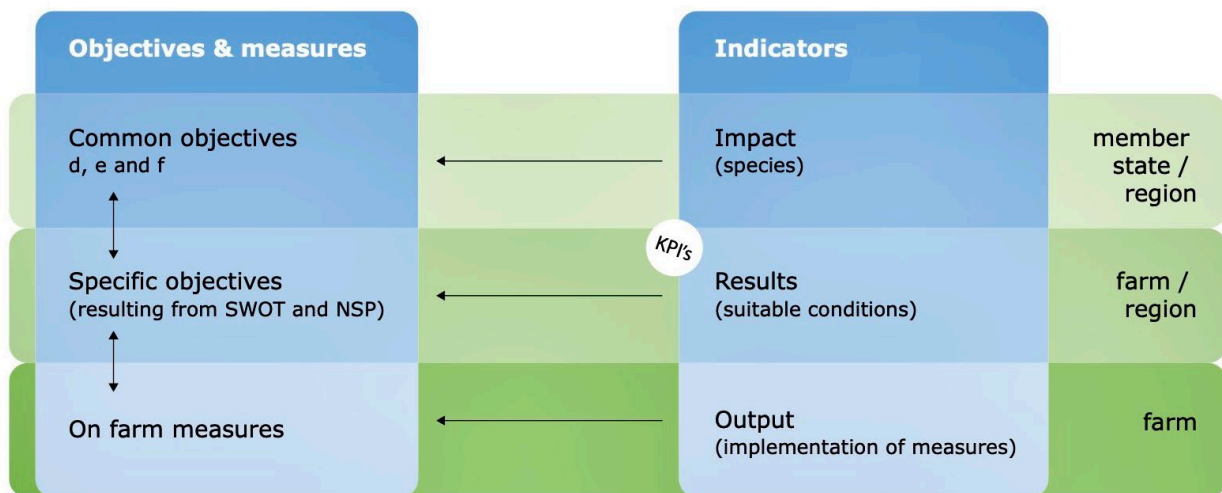 Objectives & measures
Indicators
Common objectives
d, e and f
Impact
(species)
member
state /
region
KPI's
Specific objectives
(resulting from SWOT and NSP)
Results
(suitable conditions)
farm /
region
On farm measures
Output
(implementation of measures)
farm